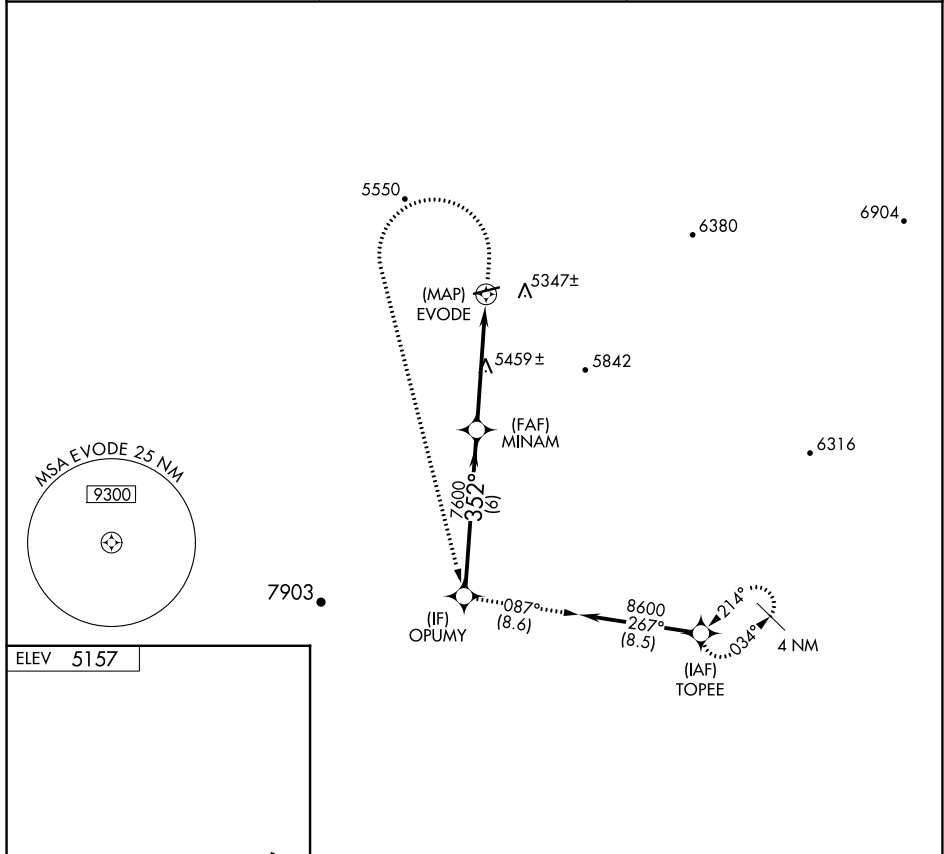 5550
6380
6904
(MAP)
EVODE
5347±
5459±
5842
(FAF)
MINAM
6316
MSA EVODE 25 NM
9300
7600
352°
(6)
7903
(IF)
OPUMY
087°
(8.6)
8600
267°
(8.5)
214°
034°
4 NM
(IAF)
TOPEE
ELEV 5157